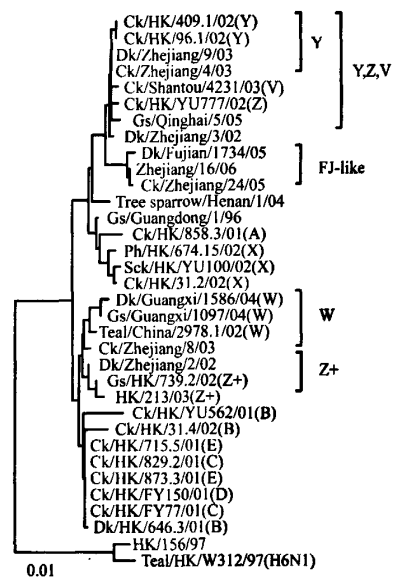 Ck/HK/409.1/02(Y)
Ck/HK/96.1/02(Y)
Dk/Zhejiang/9/03
Ck/Zhejiang/4/03
Y
Ck/Shantou/4231/03(V)
Ck/HK/YU777/02(Z)
Gs/Qinghai/5/05
Y,Z,V
Dk/Zhejiang/3/02
Dk/Fujian/1734/05
Zhejiang/16/06
Ck/Zhejiang/24/05
FJ-like
Tree sparrow/Henan/1/04
Gs/Guangdong/1/96
Ck/HK/858.3/01(A)
Ph/HK/674.15/02(X)
Sck/HK/YU100/02(X)
Ck/HK/31.2/02(X)
Dk/Guangxi/1586/04(W)
Gs/Guangxi/1097/04(W)
Teal/China/2978.1/02(W)
W
Ck/Zhejiang/8/03
Dk/Zhejiang/2/02
Gs/HK/739.2/02(Z+)
HK/213/03(Z+)
Z+
Ck/HK/YU562/01(B)
Ck/HK/31.4/02(B)
Ck/HK/715.5/01(E)
Ck/HK/829.2/01(C)
Ck/HK/873.3/01(E)
Ck/HK/FY150/01(D)
Ck/HK/FY77/01(C)
Dk/HK/646.3/01(B)
HK/156/97
Teal/HK/W312/97(H6N1)
0.01